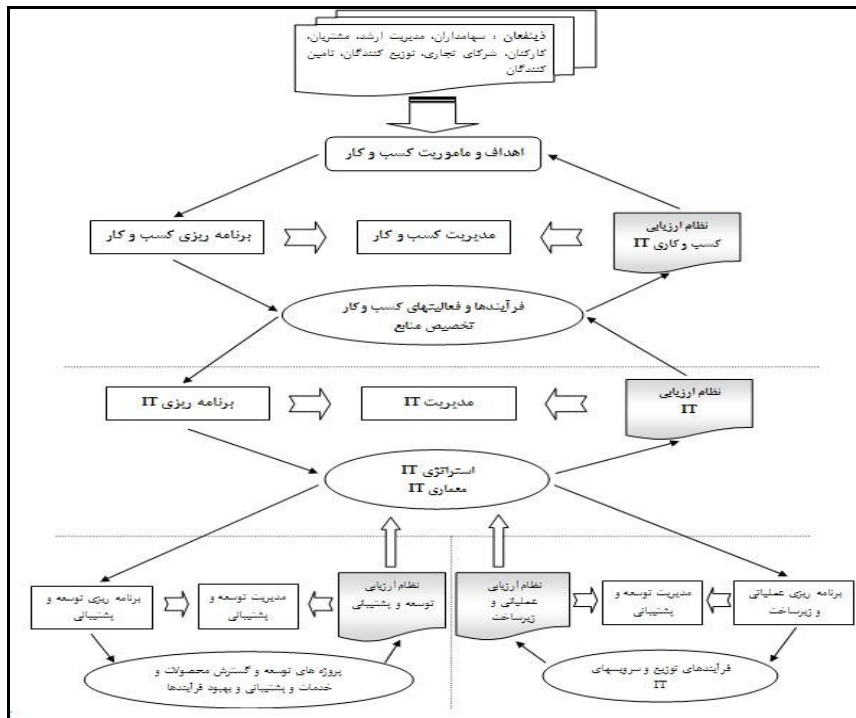 ذینفعان : سهامداران، مدیریت ارشد، مشتریان،
کارکنان، شرکای تجاری، توزیع کنندگان، تامین
کنندگان
اهداف و ماموریت کسب و کار
نظام ارزیابی
کسب و کاری IT
مدیریت کسب و کار
برنامه ریزی کسب و کار
فرآیندها و فعالیتهای کسب و کار
تخصیص منابع
نظام ارزیابی
IT
مدیریت IT
برنامه ریزی IT
استراتژی IT
معماری IT
برنامه ریزی عملیاتی
و زیرساخت
مدیریت توسعه و
پشتیبانی
نظام ارزیابی
عملیاتی و
زیرساخت
فرآیندهای توزیع و سرویسهای
IT
نظام ارزیابی
توسعه و پشتیبانی
مدیریت توسعه و
پشتیبانی
برنامه ریزی توسعه و
پشتیبانی
پروژه های توسعه و گسترش محصولات و
خدمات و پشتیبانی و بهبود فرآیندها